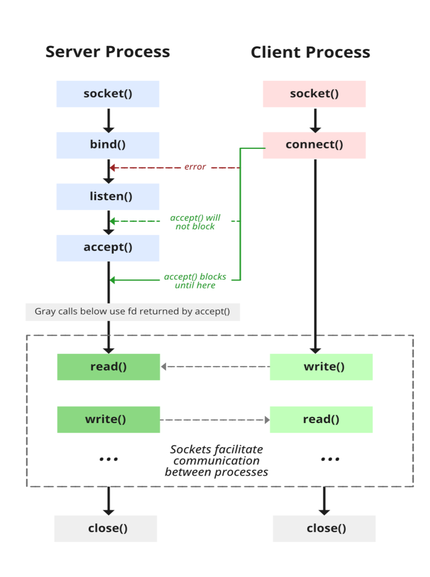 Server Process
Client Process
socket()
socket()
bind()
connect()
error
listen()
accept() will
not block
accept()
accept() blocks
until here
Gray calls below use fd returned by accept()
read()
write()
write()
read()
...
Sockets facilitate
communication
between processes
...
close()
close()